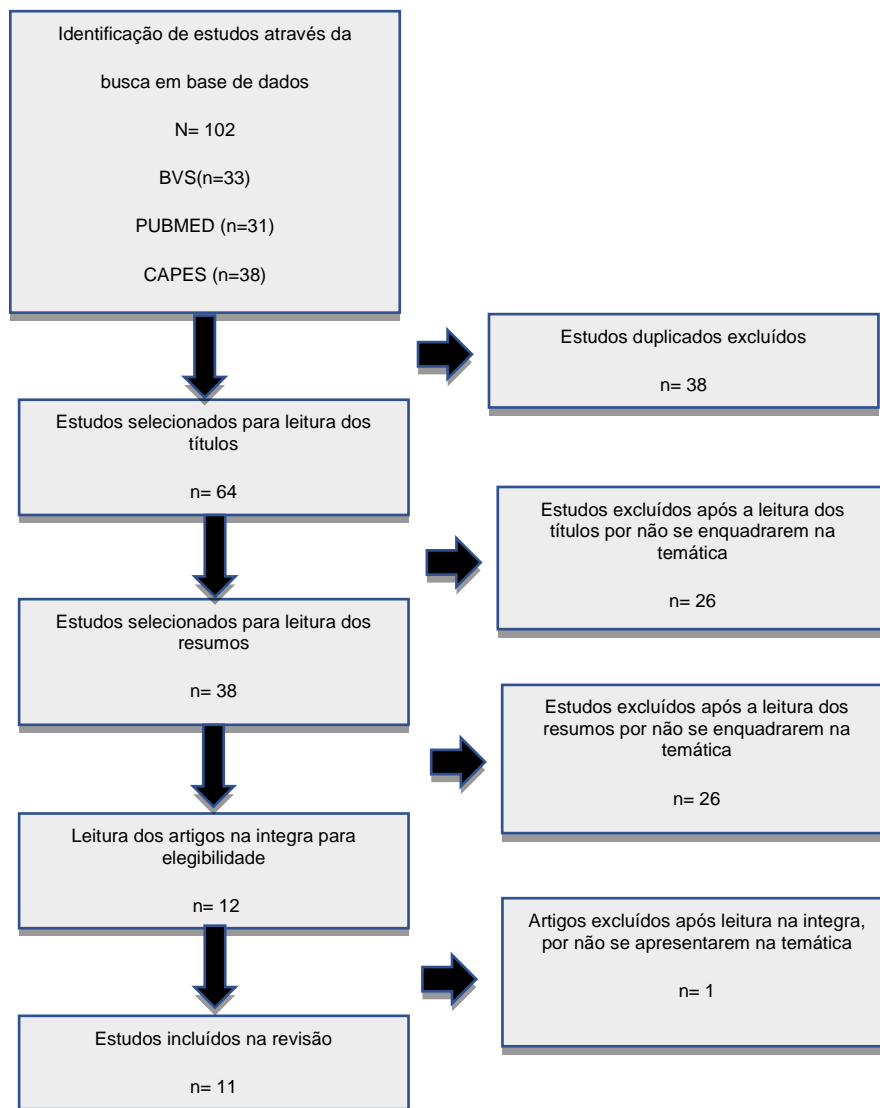 Identificação de estudos através da
busca em base de dados
N= 102
BVS(n=33)
PUBMED (n=31)
CAPES (n=38)
Estudos duplicados excluídos
n= 38
Estudos selecionados para leitura dos
títulos
n= 64
Estudos excluídos após a leitura dos
títulos por não se enquadrarem na
temática
n= 26
Estudos selecionados para leitura dos
resumos
n= 38
Estudos excluídos após a leitura dos
resumos por não se enquadrarem na
temática
n= 26
Leitura dos artigos na integra para
elegibilidade
n= 12
Artigos excluídos após leitura na integra,
por não se apresentarem na temática
n= 1
Estudos incluídos na revisão
n= 11